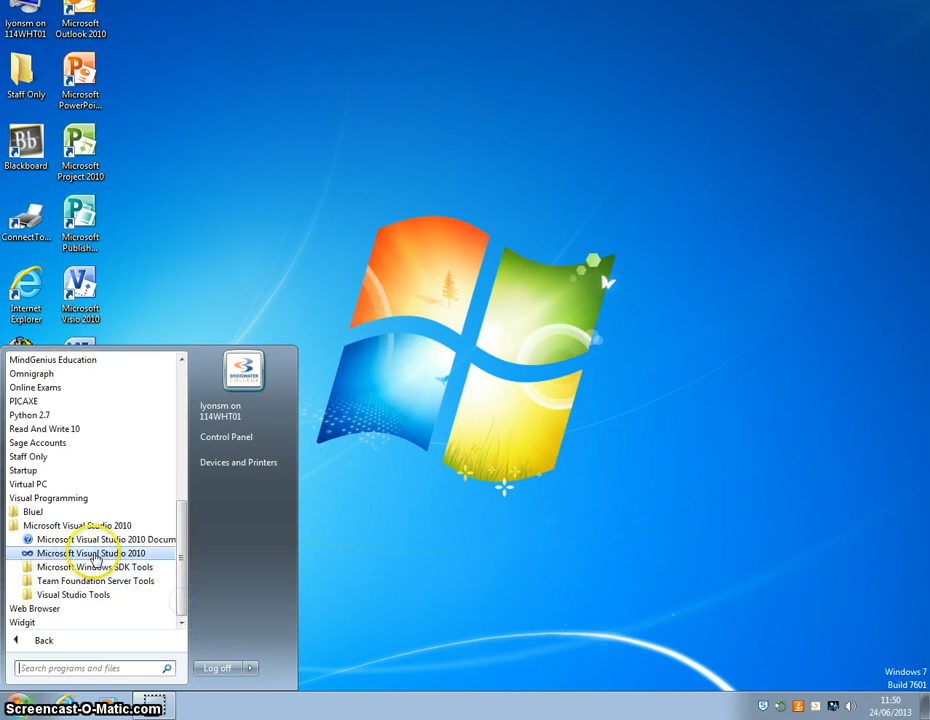 lyonsm on
114WHT01
Microsoft
Outlook 2010
Staff Only
Microsoft
PowerPoi...
Bb
Blackboard
Microsoft
Project 2010
ConnectTo...
Microsoft
Publish...
Internet
Explorer
Microsoft
Visio 2010
MindGenius Education
Omnigraph
Online Exams
PICAXE
Python 2.7
Read And Write 10
Sage Accounts
Staff Only
Startup
Virtual PC
Visual Programming
BlueJ
Microsoft Visual Studio 2010
Microsoft Visual Studio 2010 Docum
Microsoft Visual Studio 2010
Microsoft Windows SDK Tools
Team Foundation Server Tools
Visual Studio Tools
Web Browser
Widgit
Back
Search programs and files
BRIDGWATER
COLLEGE
lyonsm on
114WHT01
Control Panel
Devices and Printers
Log off
Windows 7
Build 7601
11:50
24/06/2013
Screencast-O-Matic.com